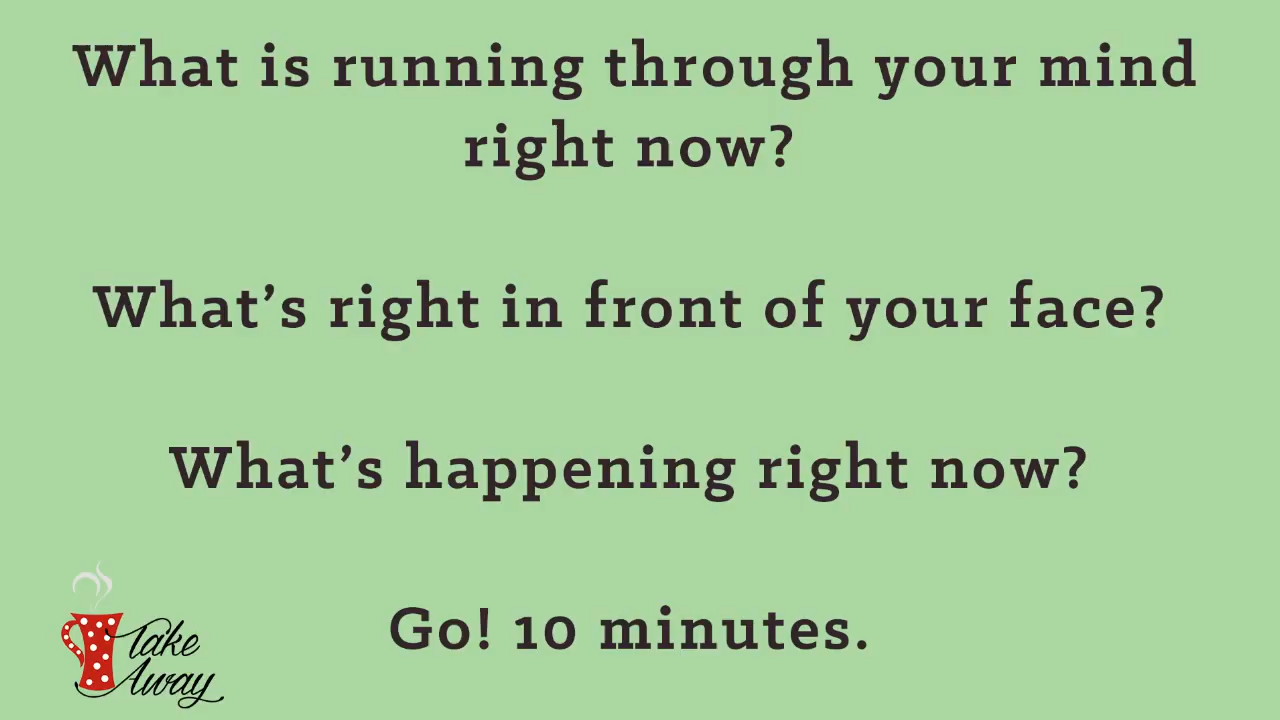 What is running through your mind
right now?
What’s right in front of your face?
What’s happening right now?
Go! 10 minutes.
Take
Away